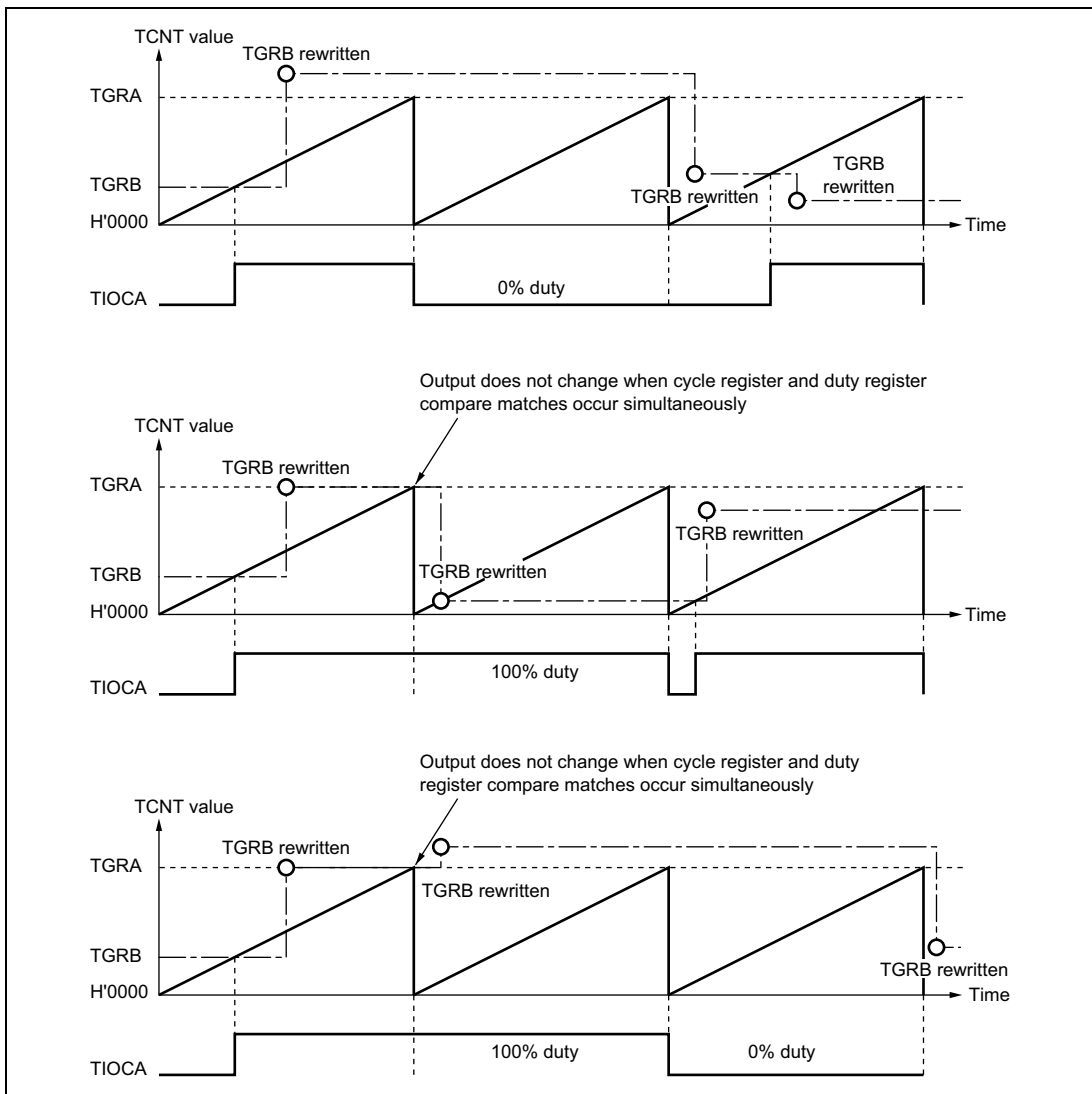 TCNT value
TGRB rewritten
TGRA
TGRB
TGRB
rewritten
TGRB rewritten
H'0000
Time
0% duty
TIOCA
Output does not change when cycle register and duty register
compare matches occur simultaneously
TCNT value
TGRB rewritten
TGRA
TGRB rewritten
TGRB
TGRB rewritten
H'0000
Time
100% duty
TIOCA
Output does not change when cycle register and duty
register compare matches occur simultaneously
TCNT value
TGRB rewritten
TGRA
TGRB rewritten
TGRB
TGRB rewritten
H'0000
Time
100% duty
0% duty
TIOCA